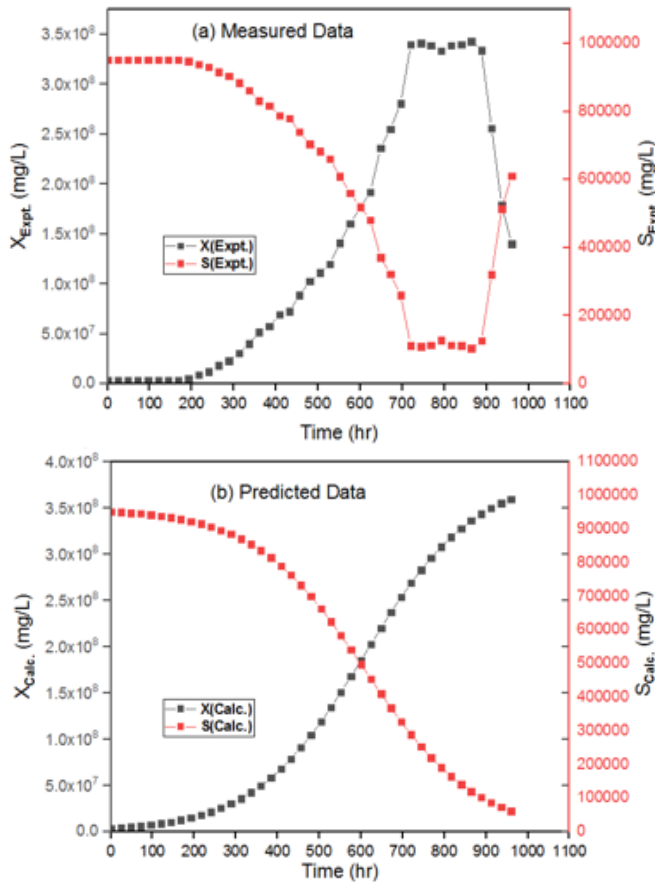 (a) Measured Data
3.5x10⁸
3.0x10⁸
2.5x10⁸
2.0x10⁸
1.5x10⁸
1.0x10⁸
5.0x10⁷
0.0
X_Expt. (mg/L)
X(Expt.)
S(Expt.)
1000000
800000
600000
400000
200000
0
S_Expt. (mg/L)
0 100 200 300 400 500 600 700 800 900 1000 1100
Time (hr)
(b) Predicted Data
4.0x10⁸
3.5x10⁸
3.0x10⁸
2.5x10⁸
2.0x10⁸
1.5x10⁸
1.0x10⁸
5.0x10⁷
0.0
X_Calc. (mg/L)
X(Calc.)
S(Calc.)
1100000
1000000
900000
800000
700000
600000
500000
400000
300000
200000
100000
0
S_Calc. (mg/L)
0 100 200 300 400 500 600 700 800 900 1000 1100
Time (hr)